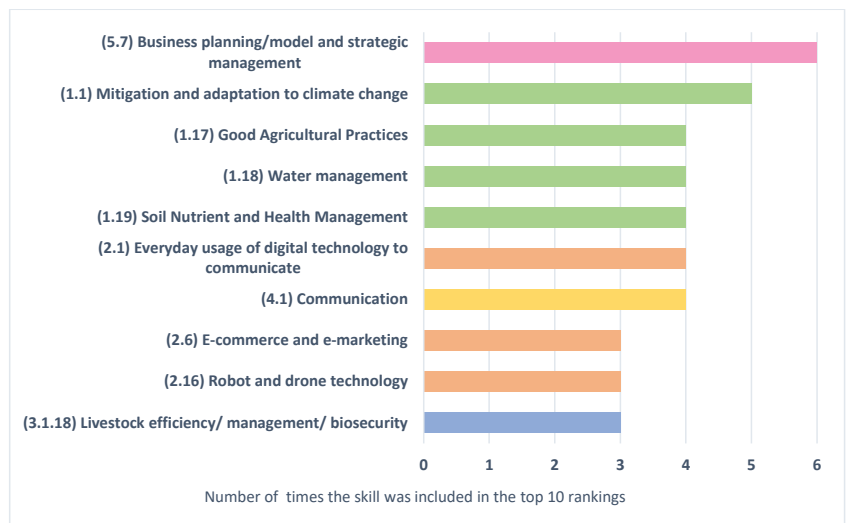 (5.7) Business planning/model and strategic
management
(1.1) Mitigation and adaptation to climate change
(1.17) Good Agricultural Practices
(1.18) Water management
(1.19) Soil Nutrient and Health Management
(2.1) Everyday usage of digital technology to
communicate
(4.1) Communication
(2.6) E-commerce and e-marketing
(2.16) Robot and drone technology
(3.1.18) Livestock efficiency/ management/ biosecurity
0 1 2 3 4 5 6
Number of times the skill was included in the top 10 rankings